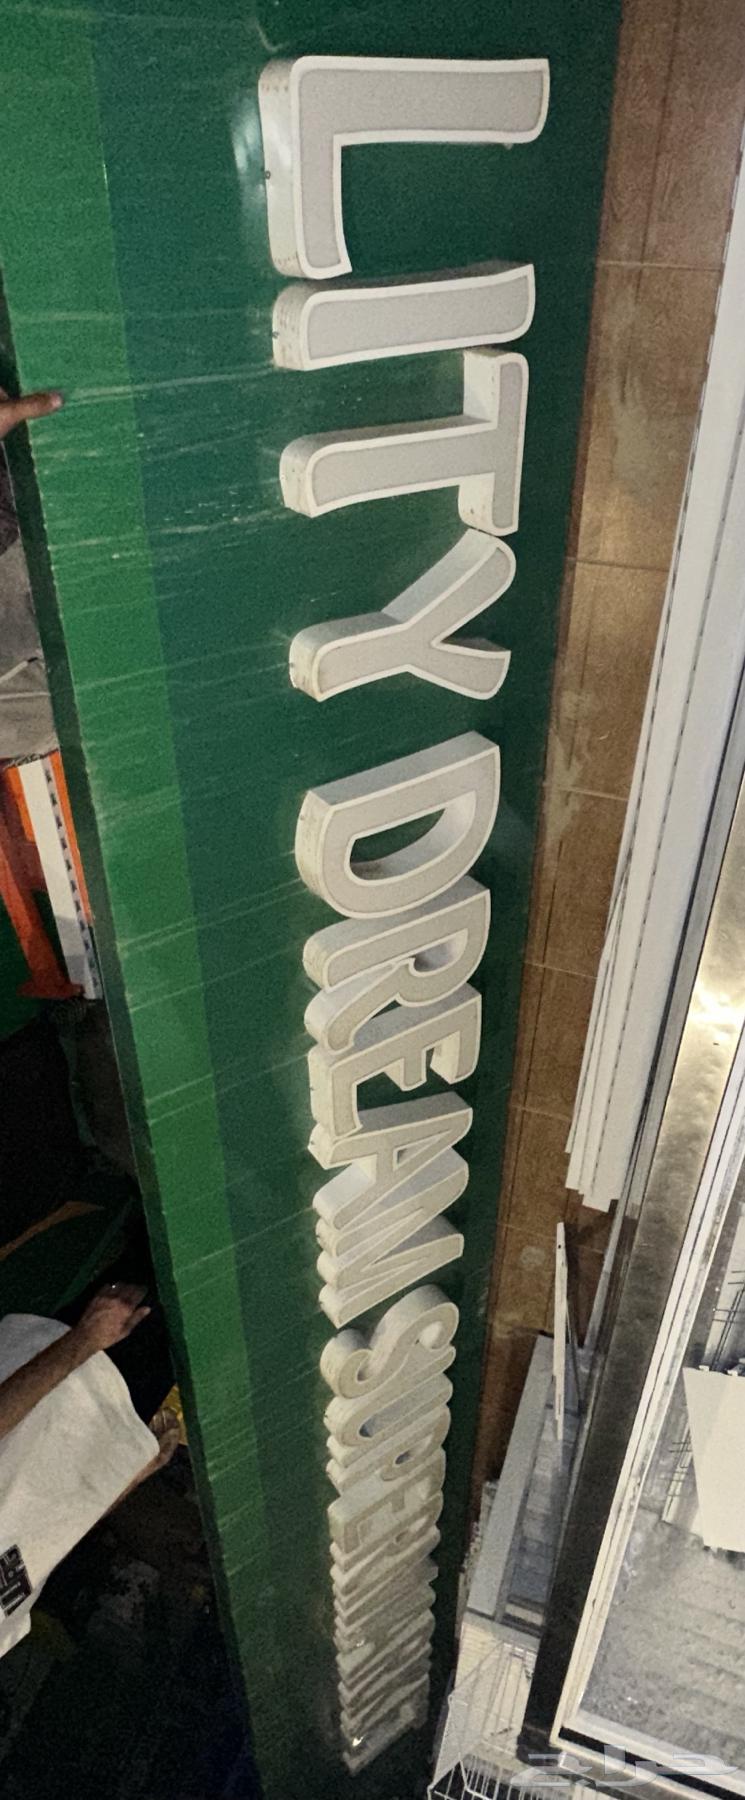 LITY DREAM SUPERMARKET
حراج